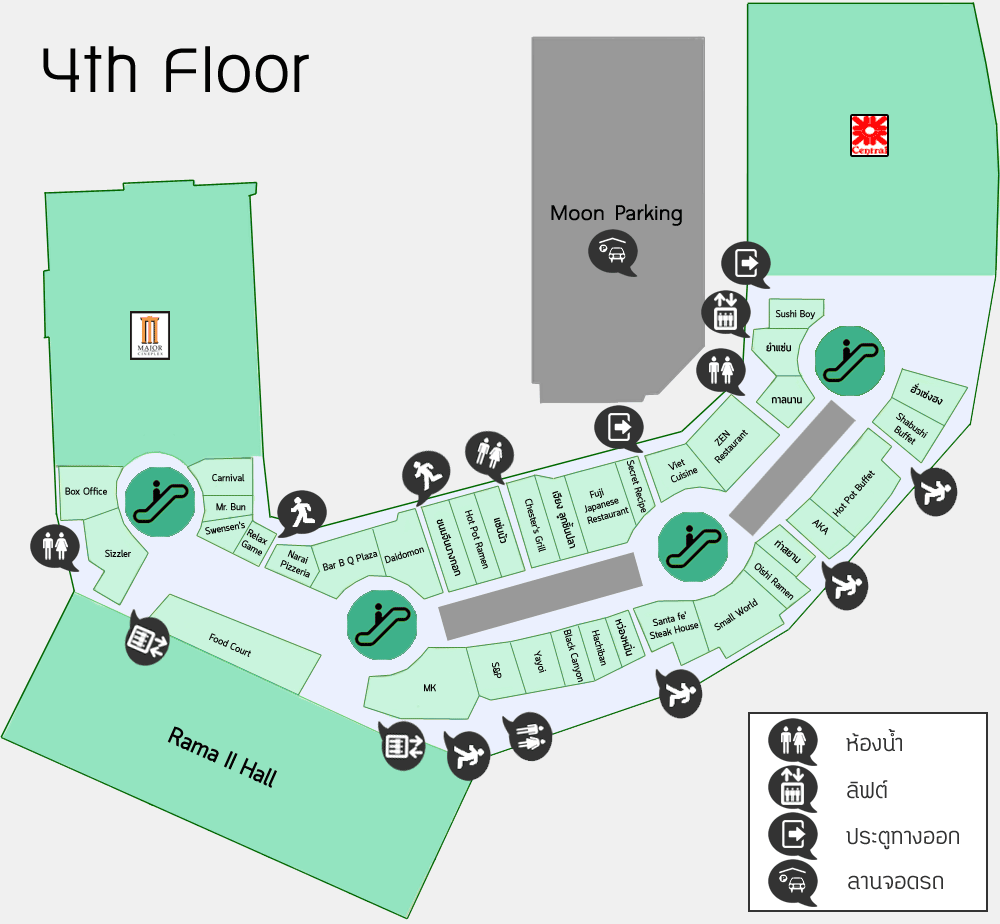 4th Floor
Central
Moon Parking
P
Sushi Boy
ยำแซ่บ
กาลนาน
MAJOR
CINEPLEX
ฮั่วเซ่งฮง
Shabushi
Buffet
ZEN
Restaurant
Viet
Cuisine
Secret Recipe
Fuji
Japanese
Restaurant
เรียง ลูกชิ้นปลา
Chester's Grill
แซ่บบัว
Hot Pot Ramen
ขนมจีนบางกอก
Daidomon
Bar B Q Plaza
Narai
Pizzeria
Relax
Game
Swensen's
Mr. Bun
Carnival
Box Office
Sizzler
Hot Pot Buffet
AKA
ท่าสยาม
Oishi Ramen
Small World
Santa fe'
Steak House
หว่องหมิ่น
Hachiban
Black Canyon
Yayoi
S&P
MK
Food Court
Rama II Hall
ห้องน้ำ
ลิฟต์
ประตูทางออก
ลานจอดรถ
P